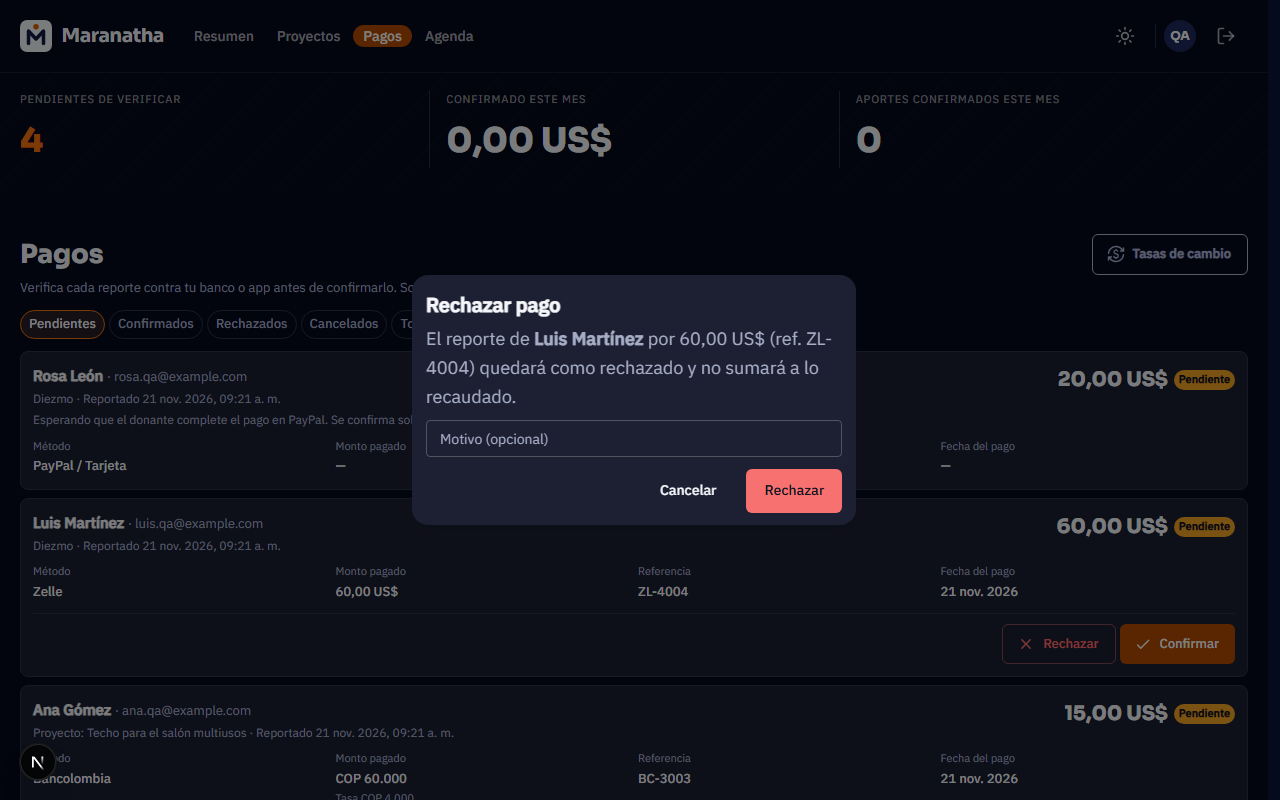 Maranatha
Resumen
Proyectos
Pagos
Agenda
QA
PENDIENTES DE VERIFICAR
4
CONFIRMADO ESTE MES
0,00 US$
APORTES CONFIRMADOS ESTE MES
0
Pagos
Tasas de cambio
Verifica cada reporte contra tu banco o app antes de confirmarlo.
Pendientes
Confirmados
Rechazados
Cancelados
Rechazar pago
El reporte de Luis Martínez por 60,00 US$ (ref. ZL-
4004) quedará como rechazado y no sumará a lo
recaudado.
Motivo (opcional)
Cancelar
Rechazar
Rosa León · rosa.qa@example.com
20,00 US$ Pendiente
Diezmo · Reportado 21 nov. 2026, 09:21 a. m.
Esperando que el donante complete el pago en PayPal. Se confirma
Método
Monto pagado
Fecha del pago
PayPal / Tarjeta
—
—
Luis Martínez · luis.qa@example.com
60,00 US$ Pendiente
Diezmo · Reportado 21 nov. 2026, 09:21 a. m.
Método
Monto pagado
Referencia
Fecha del pago
Zelle
60,00 US$
ZL-4004
21 nov. 2026
Rechazar
Confirmar
Ana Gómez · ana.qa@example.com
15,00 US$ Pendiente
Proyecto: Techo para el salón multiusos · Reportado 21 nov. 2026, 09:21 a. m.
Monto pagado
Referencia
Fecha del pago
Bancolombia
COP 60.000
BC-3003
21 nov. 2026
Tasa COP 4.000
N